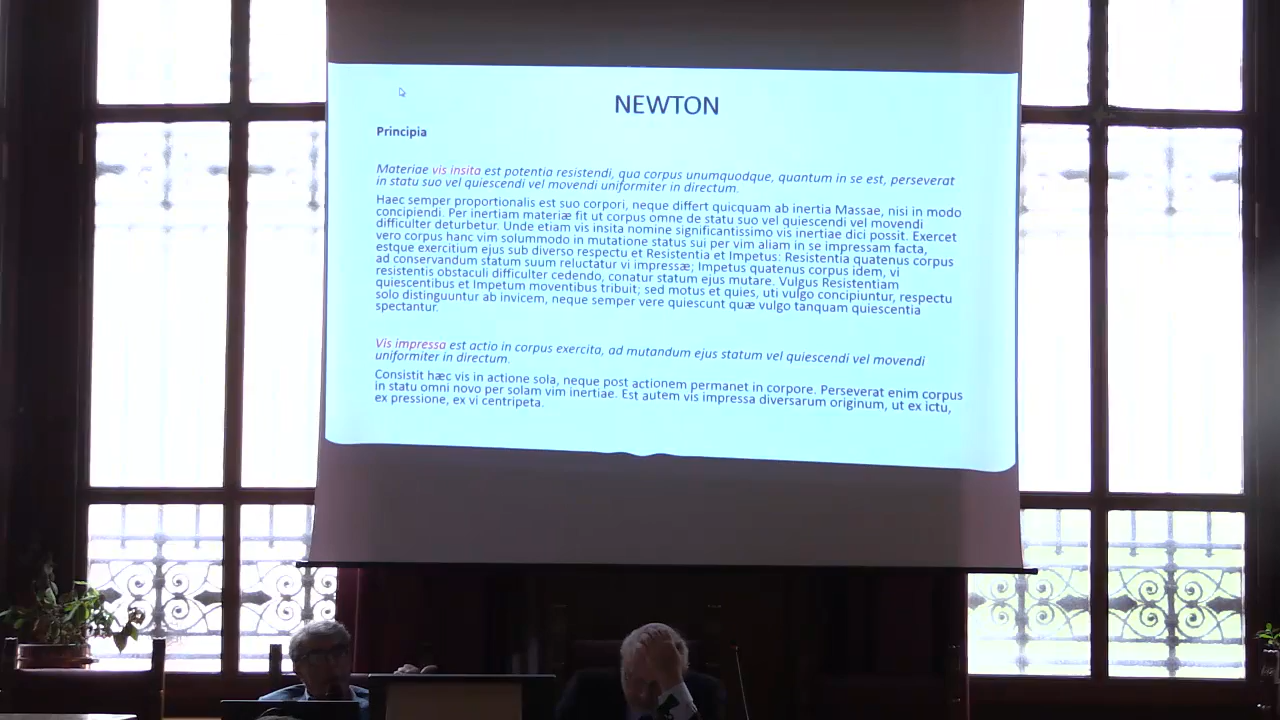 NEWTON
Principia
Materiae vis insita est potentia resistendi, qua corpus unumquodque, quantum in se est, perseverat
in statu suo vel quiescendi vel movendi uniformiter in directum.
Haec semper proportionalis est suo corpori, neque differt quicquam ab inertia Massae, nisi in modo
concipiendi. Per inertiam materiæ fit ut corpus omne de statu suo vel quiescendi vel movendi
difficulter deturbetur. Unde etiam vis insita nomine significantissimo vis inertiae dici possit. Exercet
vero corpus hanc vim solummodo in mutatione status sui per vim aliam in se impressam facta,
estque exercitium ejus sub diverso respectu et Resistentia et Impetus: Resistentia quatenus corpus
ad conservandum statum suum reluctatur vi impressæ; Impetus quatenus corpus idem, vi
resistentis obstaculi difficulter cedendo, conatur statum ejus mutare. Vulgus Resistentiam
quiescentibus et Impetum moventibus tribuit; sed motus et quies, uti vulgo concipiuntur, respectu
solo distinguuntur ab invicem, neque semper vere quiescunt quæ vulgo tanquam quiescentia
spectantur.
Vis impressa est actio in corpus exercita, ad mutandum ejus statum vel quiescendi vel movendi
uniformiter in directum.
Consistit hæc vis in actione sola, neque post actionem permanet in corpore. Perseverat enim corpus
in statu omni novo per solam vim inertiae. Est autem vis impressa diversarum originum, ut ex ictu,
ex pressione, ex vi centripeta.